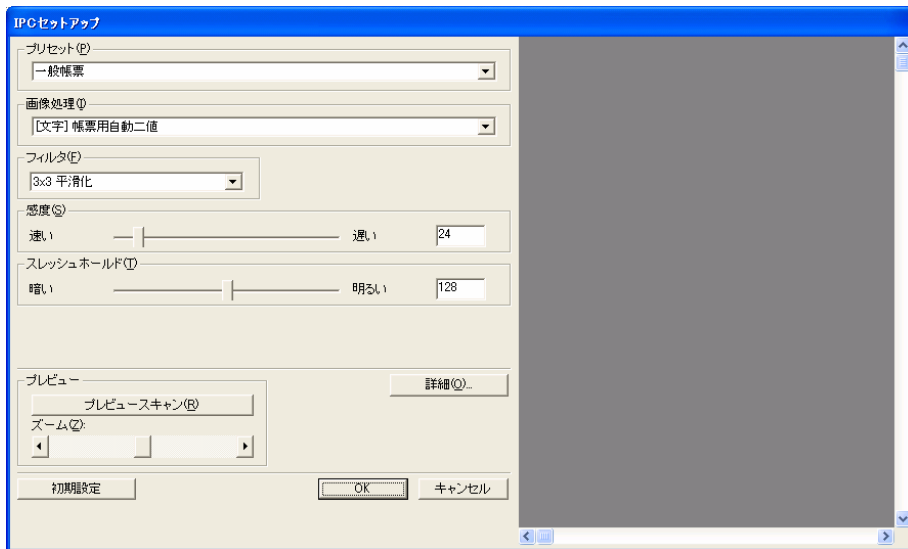 IPCセットアップ
プリセット(P)
一般帳票
画像処理(I)
[文字] 帳票用自動二値
フィルタ(F)
3x3 平滑化
感度(S)
速い 遅い 24
スレッシュホールド(T)
暗い 明るい 128
プレビュー
詳細(O)...
プレビュースキャン(R)
ズーム(Z):
初期設定 OK キャンセル